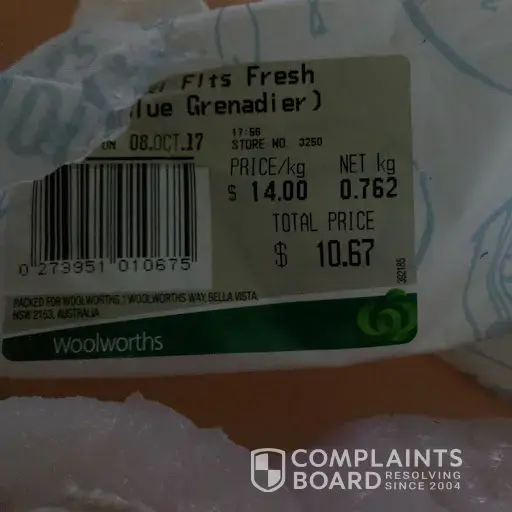 Flts Fresh
lue Grenadier)
ON 08.OCT.17
17:56
STORE NO. 3250
PRICE/kg NET kg
$ 14.00 0.762
TOTAL PRICE
$ 10.67
392185
0 273951 010675
PACKED FOR WOOLWORTHS, 1 WOOLWORTHS WAY, BELLA VISTA,
NSW 2153, AUSTRALIA
Woolworths
COMPLAINTS
BOARD RESOLVING
SINCE 2004